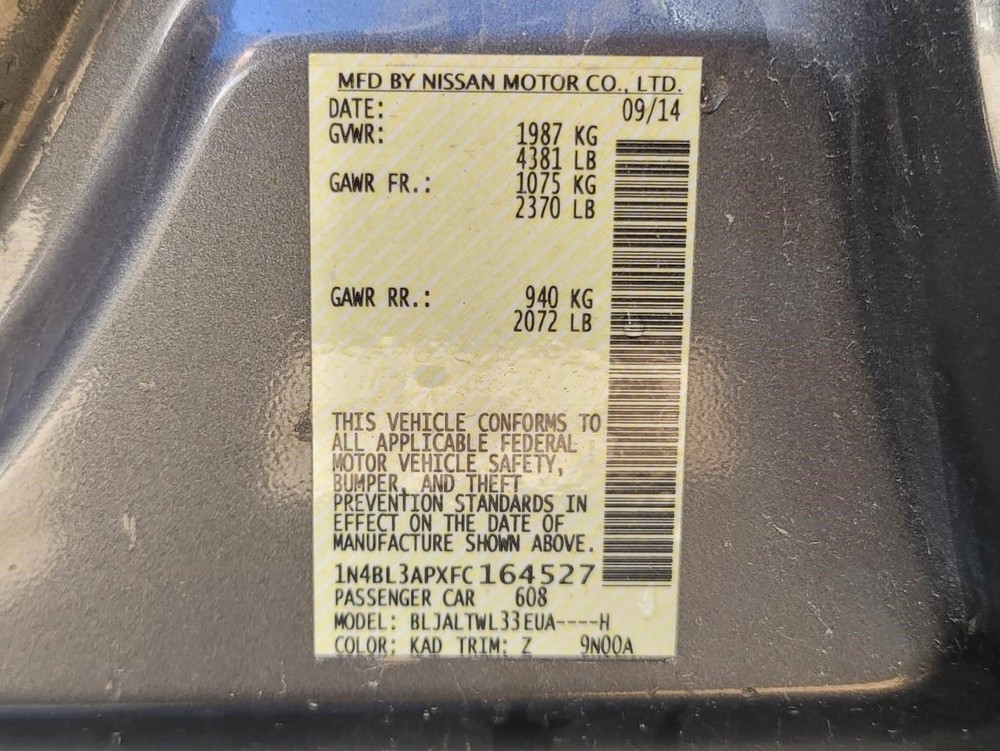 MFD BY NISSAN MOTOR CO., LTD.
DATE: 09/14
GVWR: 1987 KG
4381 LB
GAWR FR.: 1075 KG
2370 LB
GAWR RR.: 940 KG
2072 LB
THIS VEHICLE CONFORMS TO
ALL APPLICABLE FEDERAL
MOTOR VEHICLE SAFETY,
BUMPER, AND THEFT
PREVENTION STANDARDS IN
EFFECT ON THE DATE OF
MANUFACTURE SHOWN ABOVE.
1N4BL3APXFC164527
PASSENGER CAR 608
MODEL: BLJALTWL33EUA----H
COLOR: KAD TRIM: Z 9N00A